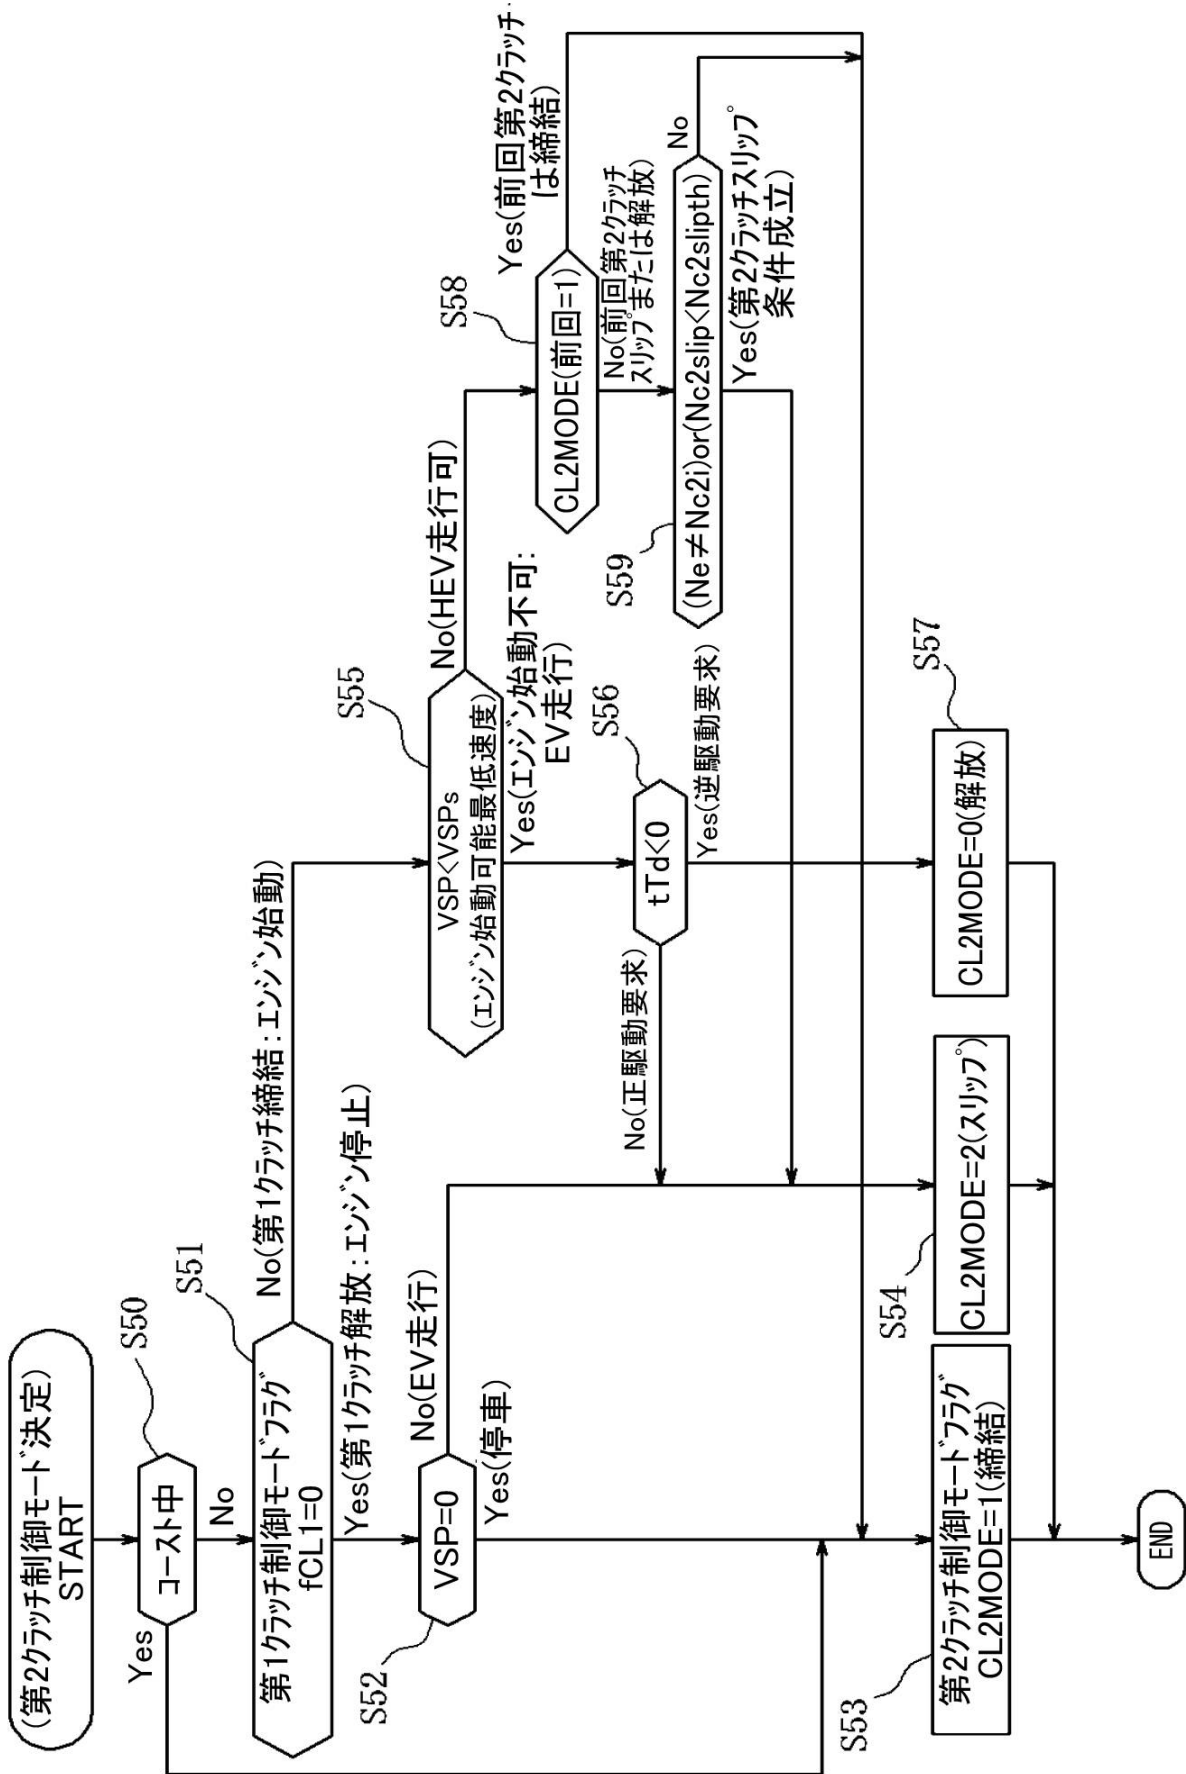 (第2クラッチ制御モード決定)
START
S50
コースト中
Yes
No
S51
第1クラッチ制御モードフラグ
fCL1=0
No(第1クラッチ締結：エンジン始動)
Yes(第1クラッチ解放：エンジン停止)
S52
VSP=0
No(EV走行)
Yes(停車)
S55
VSP<VSPs
(エンジン始動可能最低速度)
No(HEV走行可)
Yes(エンジン始動不可:
EV走行)
S58
CL2MODE(前回=1)
Yes(前回第2クラッチ
は締結)
No(前回第2クラッチ
スリップまたは解放)
S56
tTd<0
No(正駆動要求)
Yes(逆駆動要求)
S59
(Ne≠Nc2i)or(Nc2slip<Nc2slipth)
No
Yes(第2クラッチスリップ
条件成立)
S53
第2クラッチ制御モードフラグ
CL2MODE=1(締結)
S54
CL2MODE=2(スリップ)
S57
CL2MODE=0(解放)
END